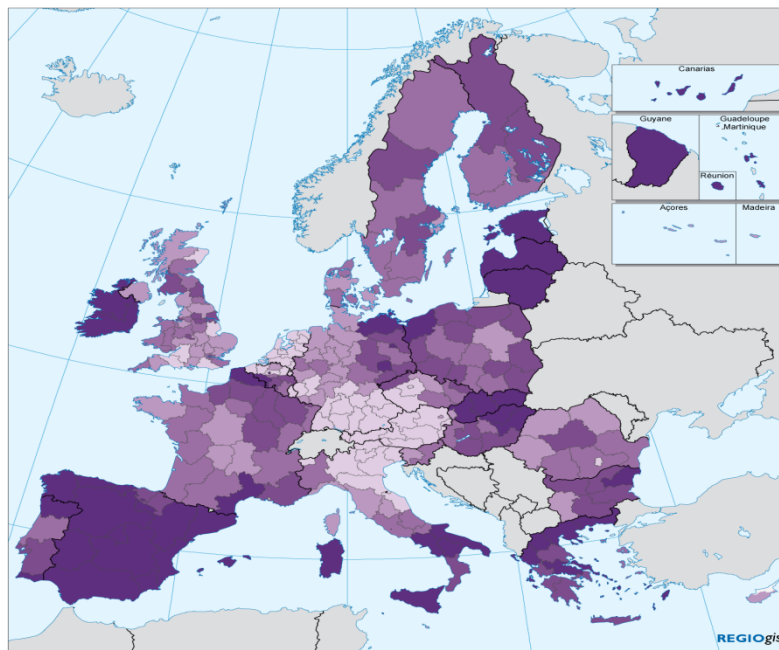 Canarias
Guyane
Guadeloupe
Martinique
Réunion
Açores
Madeira
REGIOgis